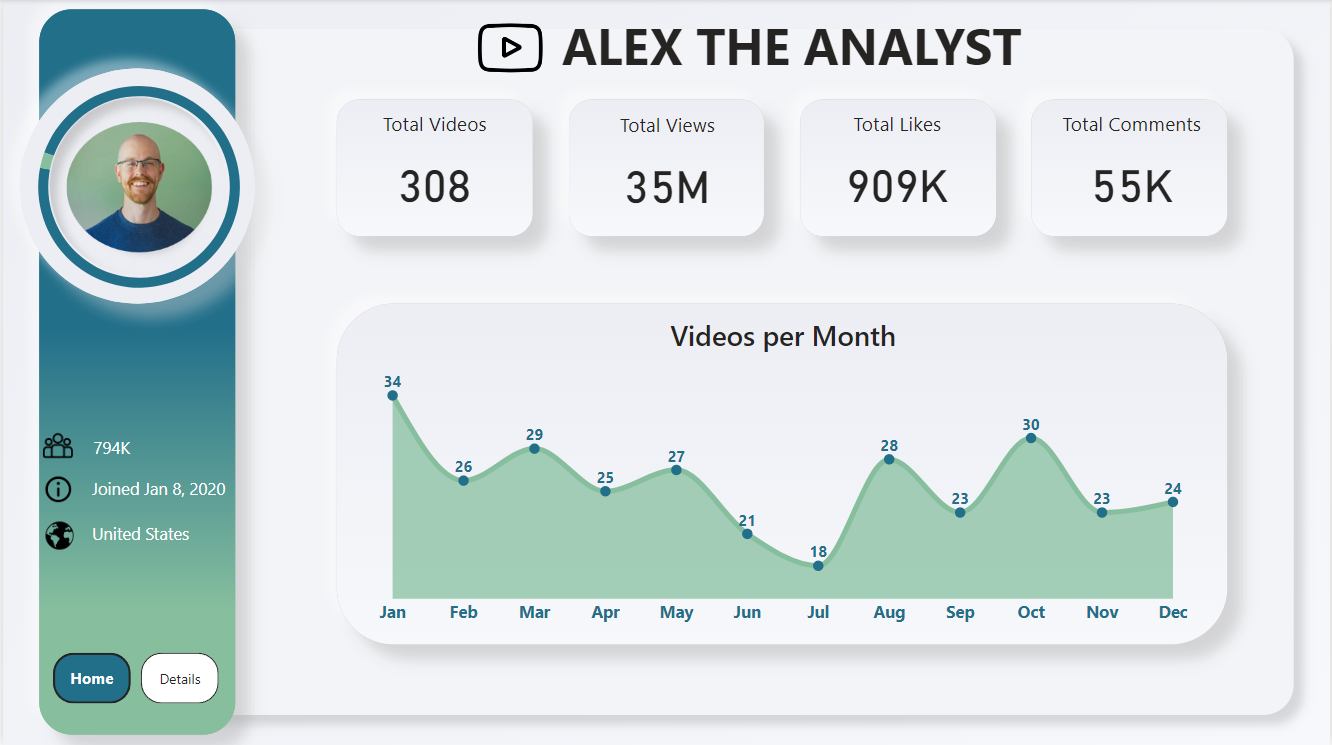 ALEX THE ANALYST
Total Videos
308
Total Views
35M
Total Likes
909K
Total Comments
55K
794K
Joined Jan 8, 2020
United States
Home
Details
Videos per Month
34
26
29
25
27
21
18
28
23
30
23
24
Jan Feb Mar Apr May Jun Jul Aug Sep Oct Nov Dec